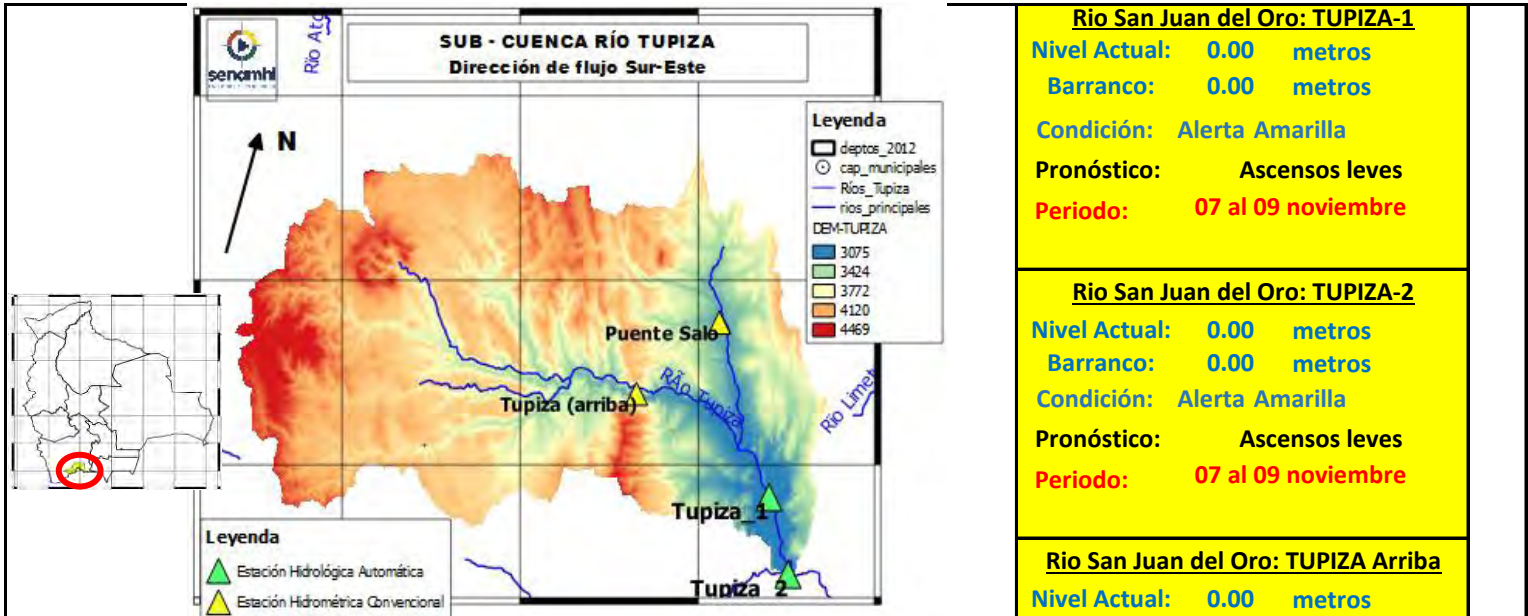 senamhi
Río Ato
SUB - CUENCA RÍO TUPIZA
Dirección de flujo Sur-Este
N
Leyenda
deptos_2012
cap_municipales
Ríos_Tupiza
rios_principales
DEM-TUPIZA
3075
3424
3772
4120
4469
Puente Salo
Tupiza (arriba)
RÃo Tupiza
Río Limet
Tupiza_1
Tupiza_2
Leyenda
Estación Hidrológica Automática
Estación Hidrométrica Convencional
Rio San Juan del Oro: TUPIZA-1
Nivel Actual: 0.00 metros
Barranco: 0.00 metros
Condición: Alerta Amarilla
Pronóstico: Ascensos leves
Periodo: 07 al 09 noviembre
Rio San Juan del Oro: TUPIZA-2
Nivel Actual: 0.00 metros
Barranco: 0.00 metros
Condición: Alerta Amarilla
Pronóstico: Ascensos leves
Periodo: 07 al 09 noviembre
Rio San Juan del Oro: TUPIZA Arriba
Nivel Actual: 0.00 metros